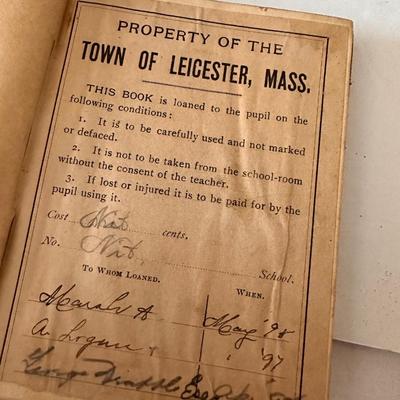 PROPERTY OF THE
TOWN OF LEICESTER, MASS.
THIS BOOK is loaned to the pupil on the
following conditions:
1. It is to be carefully used and not marked
or defaced.
2. It is not to be taken from the school-room
without the consent of the teacher.
3. If lost or injured it is to be paid for by the
pupil using it.
Cost cents.
No. School.
TO WHOM LOANED. WHEN.
May '98
" '97
George